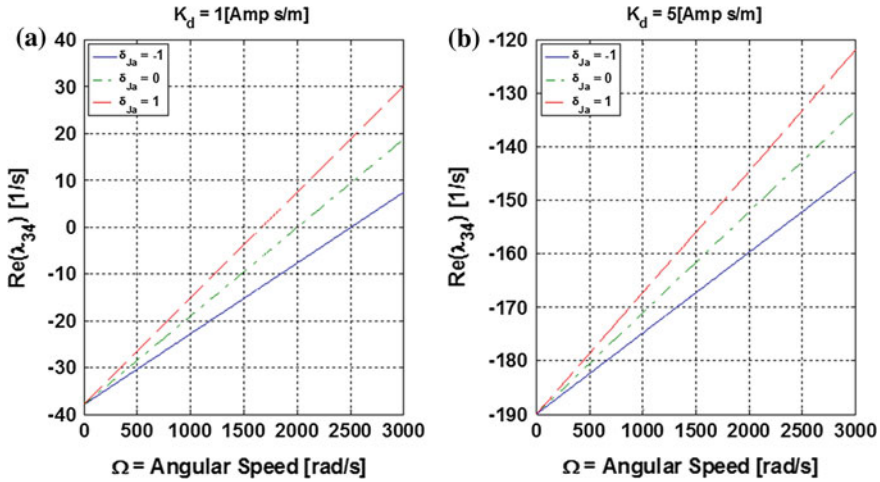 (a)
K_d = 1[Amp s/m]
δ_Ja = -1
δ_Ja = 0
δ_Ja = 1
Re(λ_34) [1/s]
40
30
20
10
0
-10
-20
-30
-40
0 500 1000 1500 2000 2500 3000
Ω = Angular Speed [rad/s]
(b)
K_d = 5[Amp s/m]
δ_Ja = -1
δ_Ja = 0
δ_Ja = 1
Re(λ_34) [1/s]
-120
-130
-140
-150
-160
-170
-180
-190
0 500 1000 1500 2000 2500 3000
Ω = Angular Speed [rad/s]